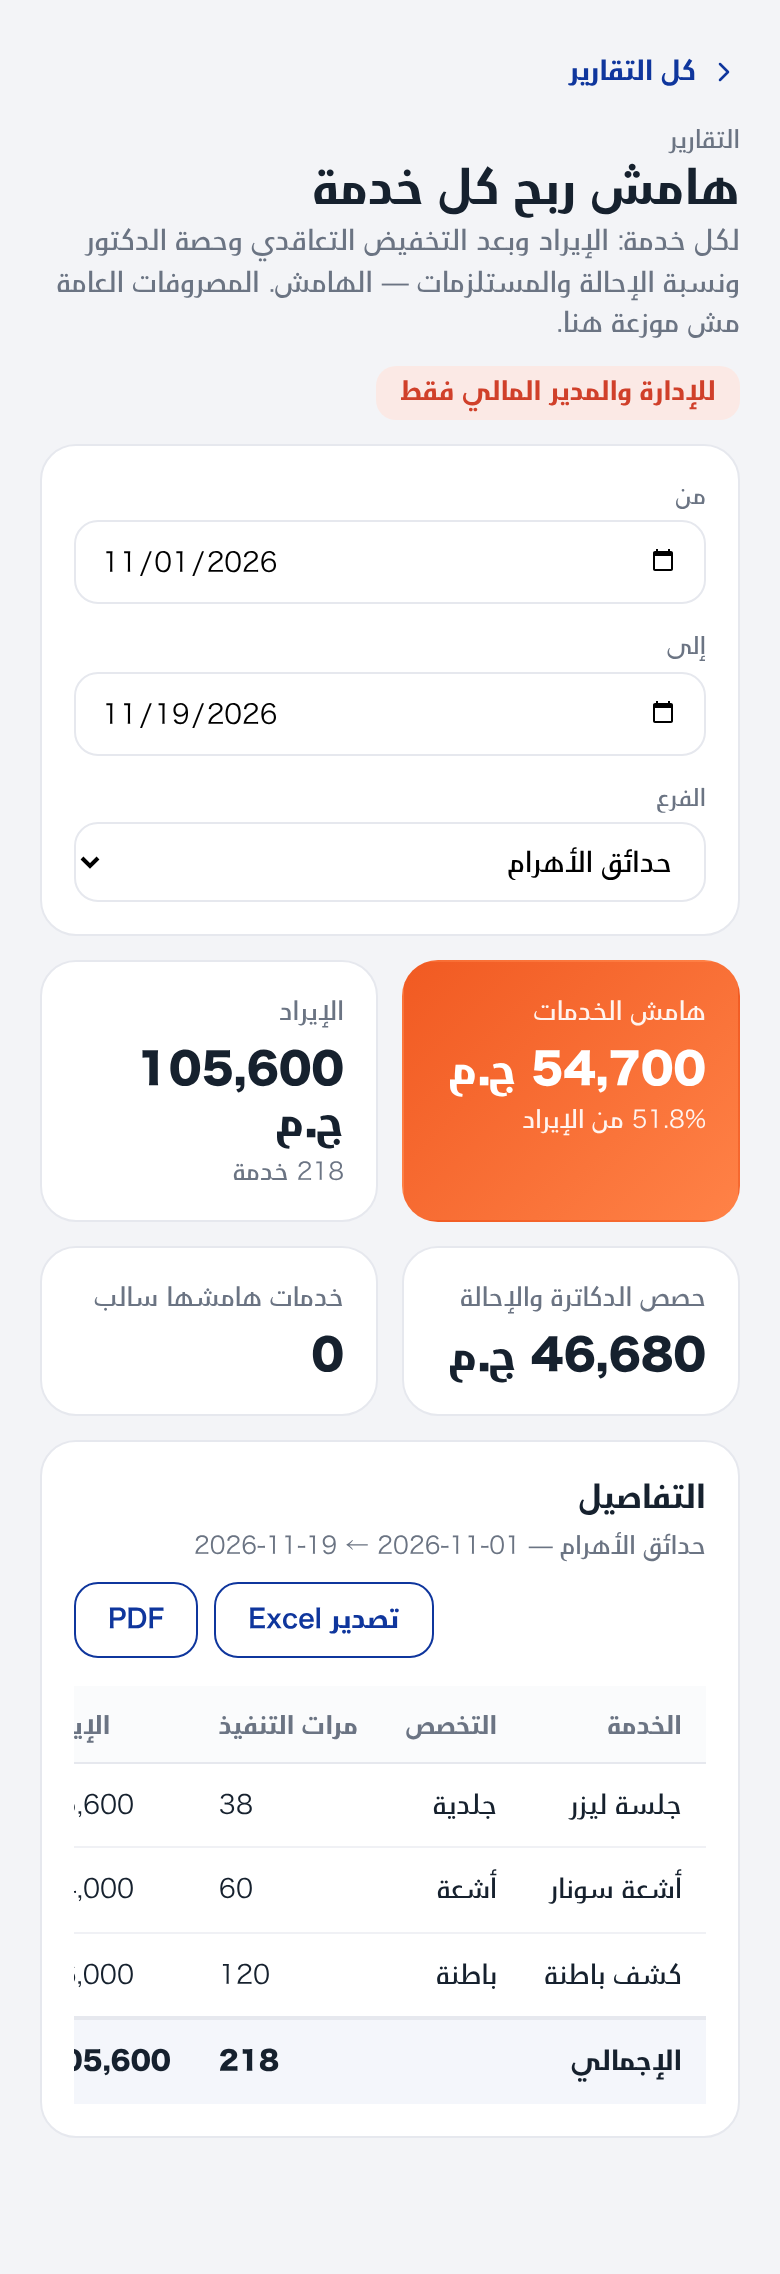 كل التقارير
التقارير
هامش ربح كل خدمة
لكل خدمة: الإيراد وبعد التخفيض التعاقدي وحصة الدكتور
ونسبة الإحالة والمستلزمات — الهامش. المصروفات العامة
مش موزعة هنا.
للإدارة والمدير المالي فقط
من
11/01/2026
إلى
11/19/2026
الفرع
حدائق الأهرام
هامش الخدمات
54,700 ج.م
51.8% من الإيراد
الإيراد
105,600
ج.م
218 خدمة
حصص الدكاترة والإحالة
46,680 ج.م
خدمات هامشها سالب
0
التفاصيل
حدائق الأهرام — 2026-11-01 ← 2026-11-19
تصدير Excel PDF
الخدمة التخصص مرات التنفيذ
جلسة ليزر جلدية 38
أشعة سونار أشعة 60
كشف باطنة باطنة 120
الإجمالي 218